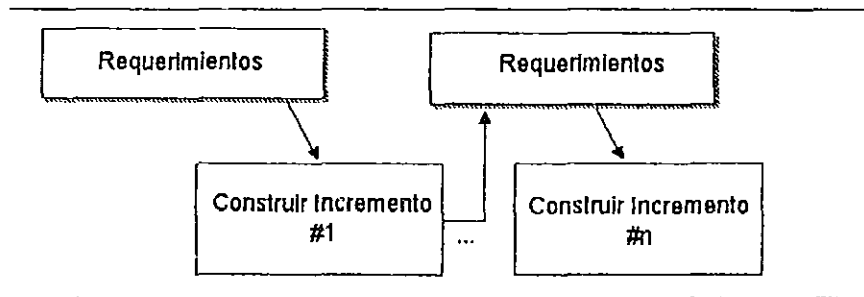 Requerimientos
Requerimientos
Construir Incremento
#1
...
Construir Incremento
#n